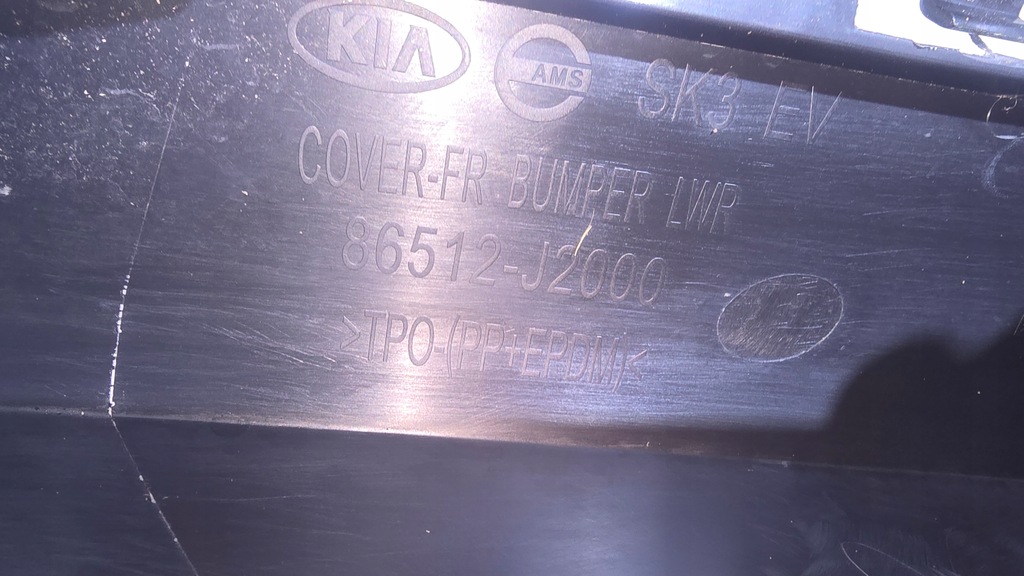 KIA AMS SK3 EV
COVER-FR BUMPER LWR
86512-J2000
>TPO-(PP+EPDM)<